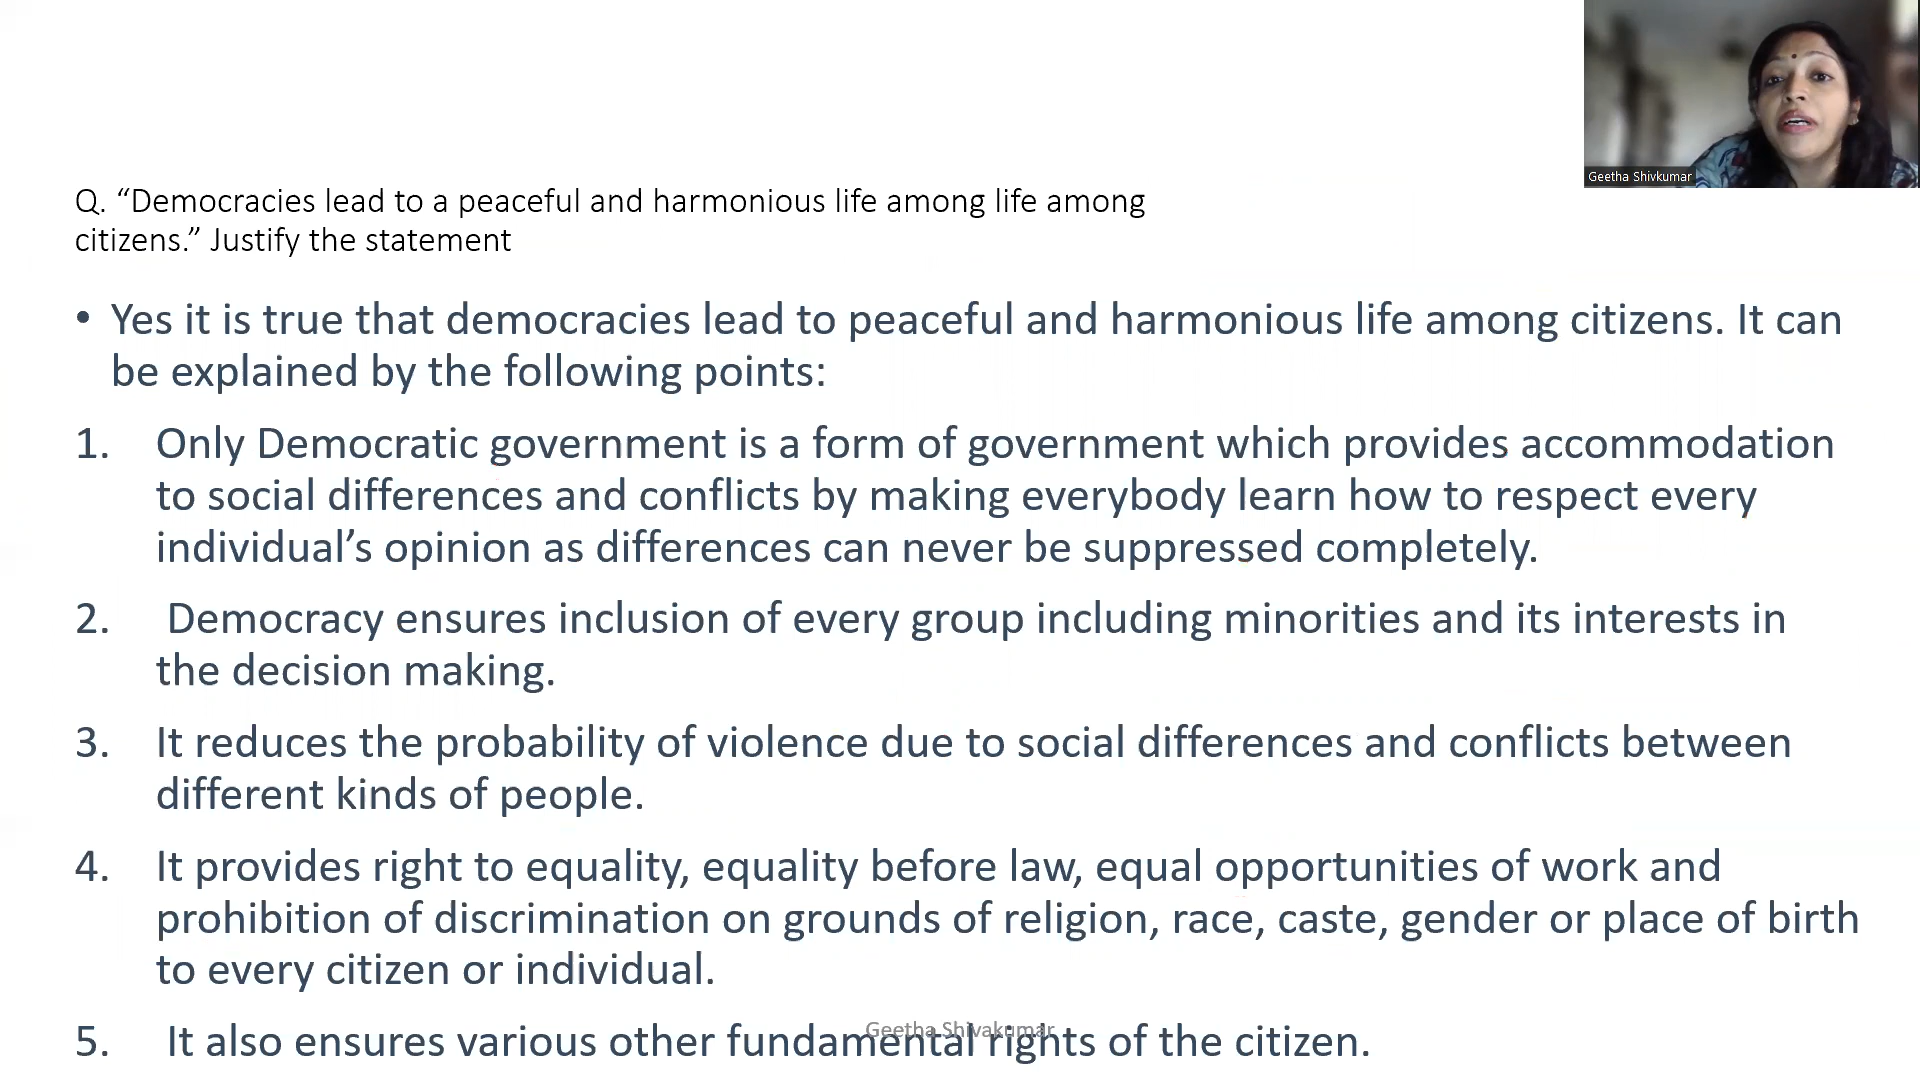 Geetha Shivkumar
Q. “Democracies lead to a peaceful and harmonious life among life among
citizens.” Justify the statement
• Yes it is true that democracies lead to peaceful and harmonious life among citizens. It can
be explained by the following points:
1. Only Democratic government is a form of government which provides accommodation
to social differences and conflicts by making everybody learn how to respect every
individual’s opinion as differences can never be suppressed completely.
2. Democracy ensures inclusion of every group including minorities and its interests in
the decision making.
3. It reduces the probability of violence due to social differences and conflicts between
different kinds of people.
4. It provides right to equality, equality before law, equal opportunities of work and
prohibition of discrimination on grounds of religion, race, caste, gender or place of birth
to every citizen or individual.
Geetha Shivakumar
5. It also ensures various other fundamental rights of the citizen.